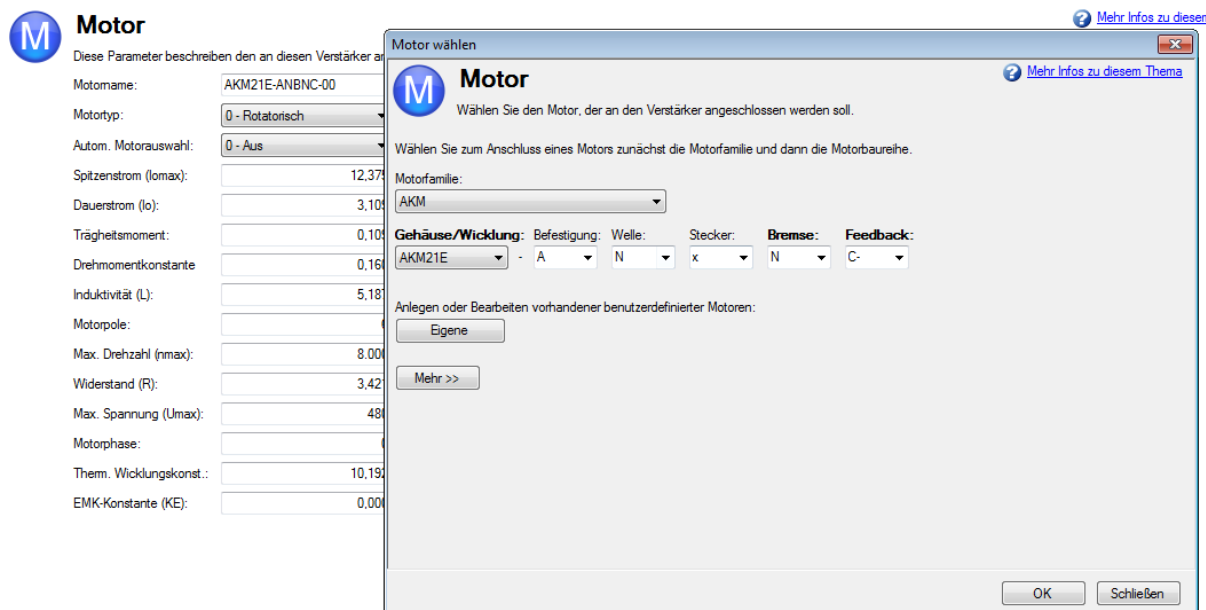 Motor
Mehr Infos zu diesem
Diese Parameter beschreiben den an diesen Verstärker
Motorname: AKM21E-ANBNC-00
Motortyp: 0 - Rotatorisch
Autom. Motorauswahl: 0 - Aus
Spitzenstrom (Iomax): 12,375
Dauerstrom (Io): 3,109
Trägheitsmoment: 0,109
Drehmomentkonstante 0,160
Induktivität (L): 5,187
Motorpole:
Max. Drehzahl (nmax): 8.000
Widerstand (R): 3,421
Max. Spannung (Umax): 480
Motorphase:
Therm. Wicklungskonst.: 10,192
EMK-Konstante (KE): 0,000
Motor wählen
M
Motor
Mehr Infos zu diesem Thema
Wählen Sie den Motor, der an den Verstärker angeschlossen werden soll.
Wählen Sie zum Anschluss eines Motors zunächst die Motorfamilie und dann die Motorbaureihe.
Motorfamilie:
AKM
Gehäuse/Wicklung: Befestigung: Welle: Stecker: Bremse: Feedback:
AKM21E - A N x N C-
Anlegen oder Bearbeiten vorhandener benutzerdefinierter Motoren:
Eigene
Mehr >>
OK Schließen